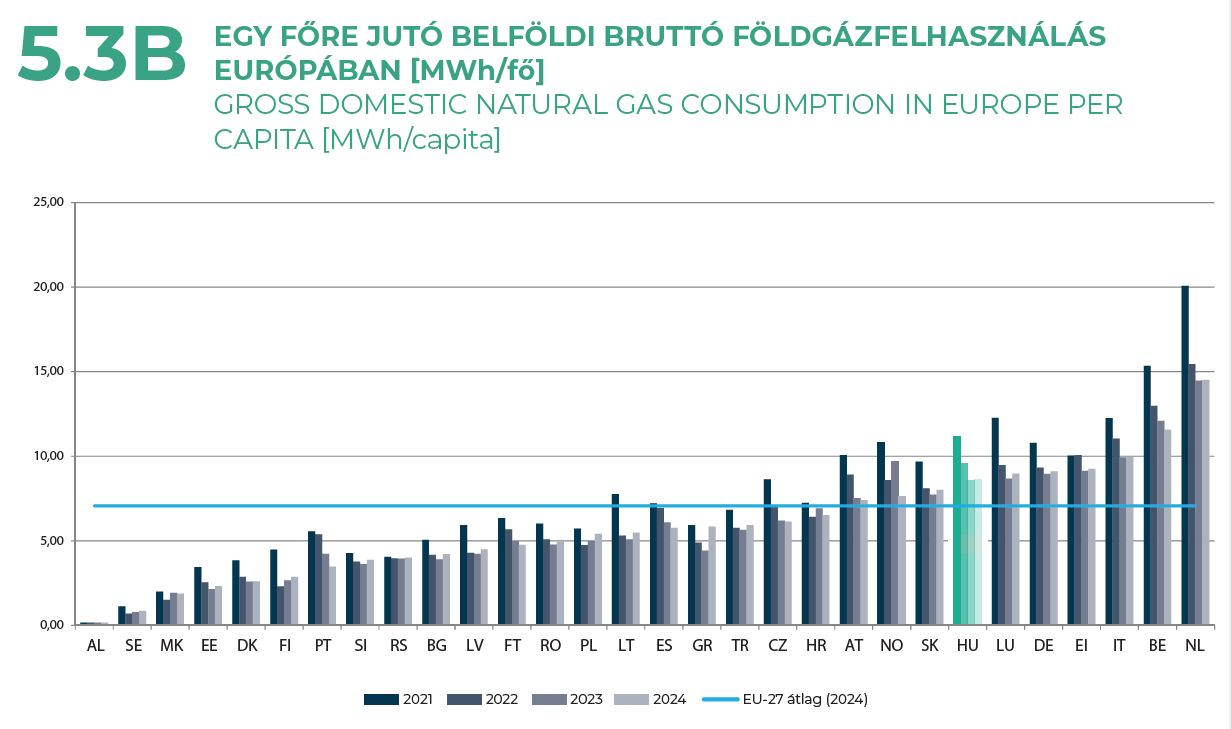 5.3B
EGY FŐRE JUTÓ BELFÖLDI BRUTTÓ FÖLDGÁZFELHASZNÁLÁS
EURÓPÁBAN [MWh/fő]
GROSS DOMESTIC NATURAL GAS CONSUMPTION IN EUROPE PER
CAPITA [MWh/capita]
25,00
20,00
15,00
10,00
5,00
0,00
AL SE MK EE DK FI PT SI RS BG LV FT RO PL LT ES GR TR CZ HR AT NO SK HU LU DE EI IT BE NL
2021 2022 2023 2024 EU-27 átlag (2024)